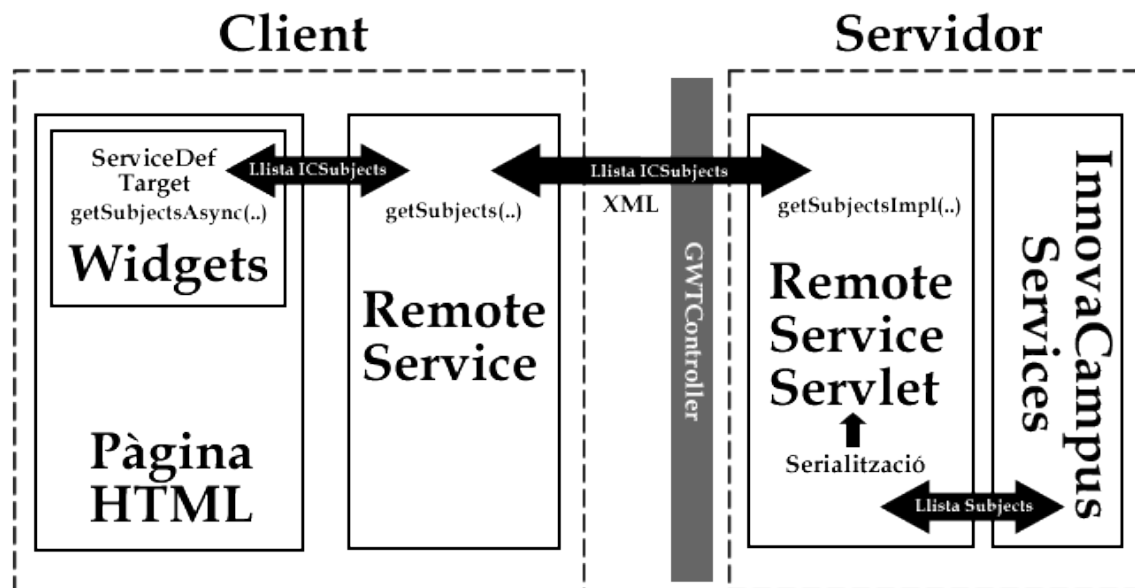 Client
Servidor
ServiceDef
Target
getSubjectsAsync(..)
Widgets
Pàgina
HTML
Llista ICSubjects
getSubjects(..)
Remote
Service
Llista ICSubjects
XML
GWTController
getSubjectsImpl(..)
Remote
Service
Servlet
Serialització
Llista Subjects
InnovaCampus
Services